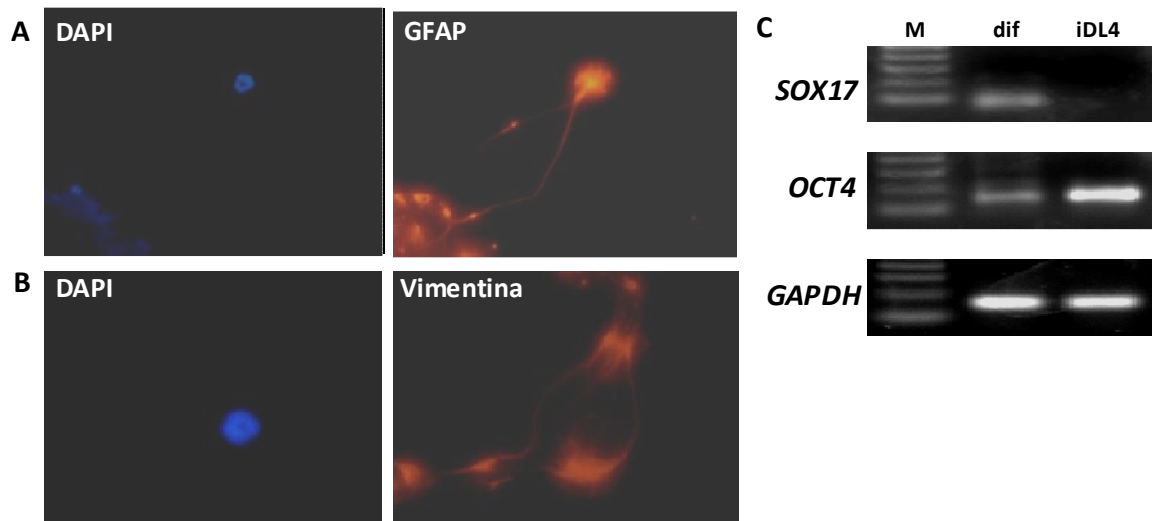 A
DAPI
GFAP
B
DAPI
Vimentina
C
M dif iDL4
SOX17
OCT4
GAPDH